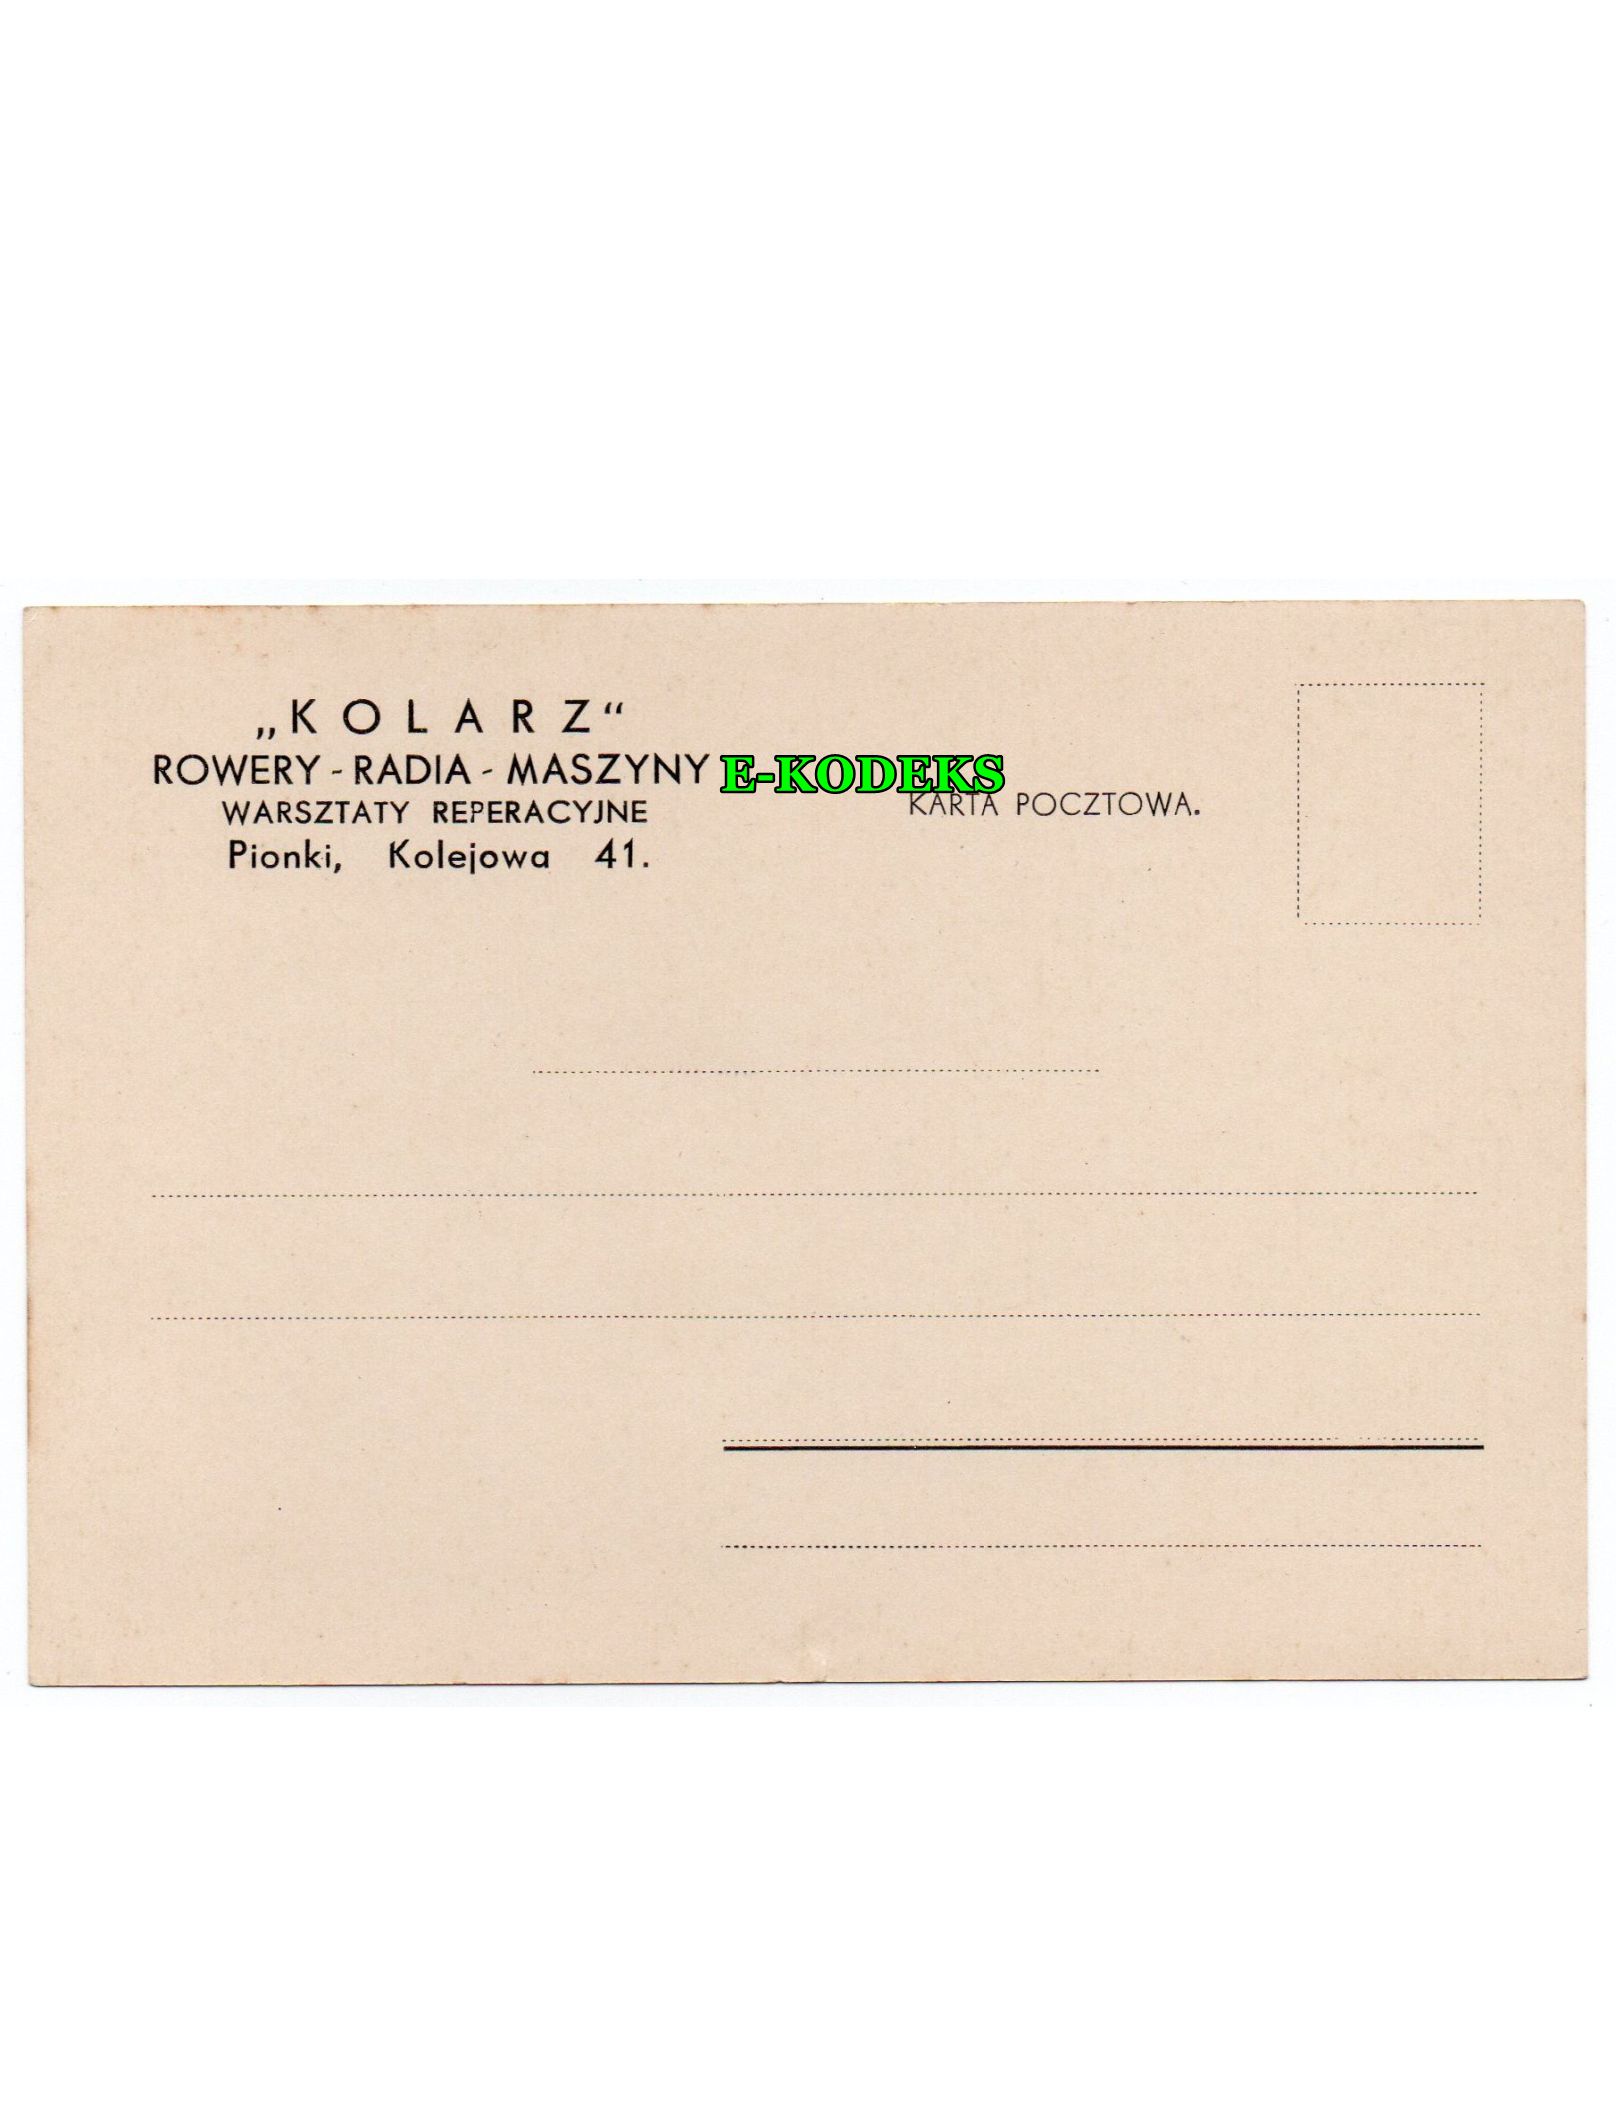 „KOLARZ“
ROWERY - RADIA - MASZYNY
WARSZTATY REPERACYJNE
Pionki, Kolejowa 41.
E-KODEKS
KARTA POCZTOWA.